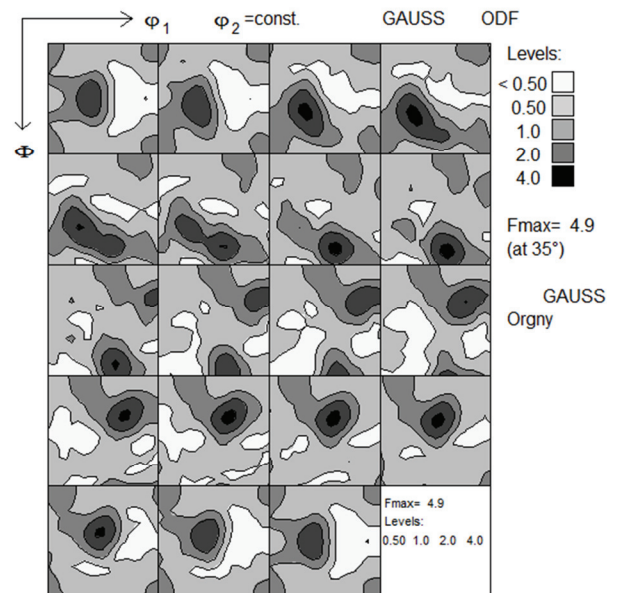 φ1 φ2=const. GAUSS ODF
Φ
Levels:
< 0.50
0.50
1.0
2.0
4.0
Fmax= 4.9
(at 35°)
GAUSS
Orgny
Fmax= 4.9
Levels:
0.50 1.0 2.0 4.0